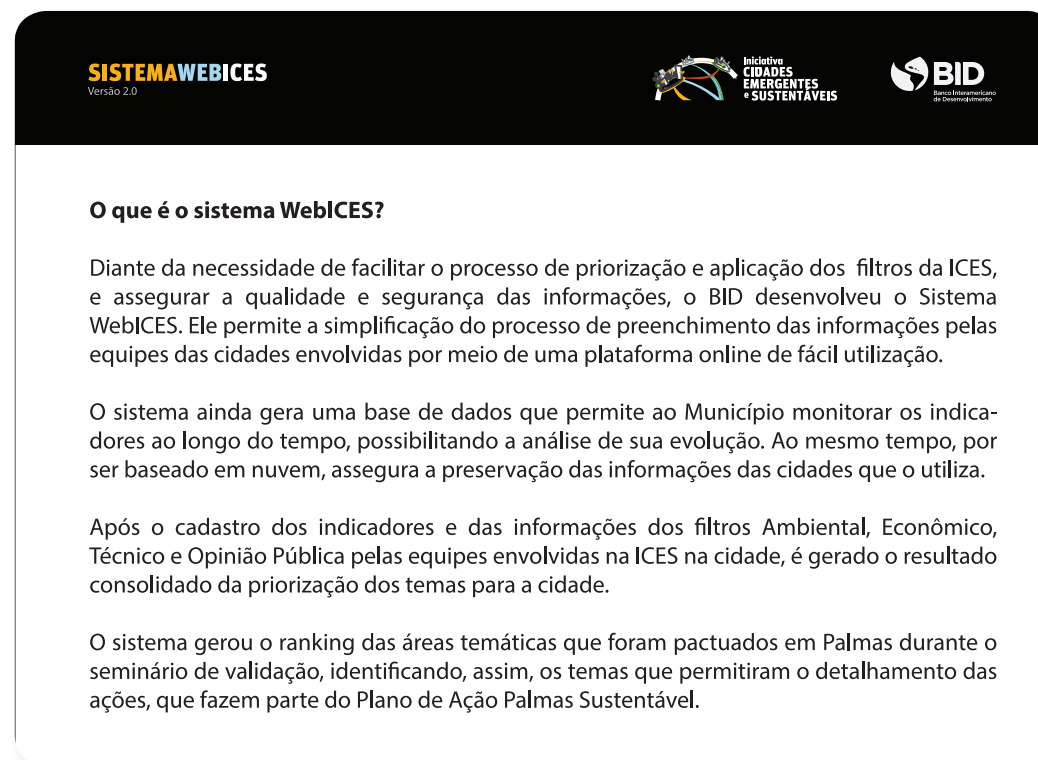 SISTEMAWEBICES
Versão 2.0
Iniciativa
CIDADES
EMERGENTES
e SUSTENTÁVEIS
BID
Banco Interamericano
de Desenvolvimento
O que é o sistema WebICES?
Diante da necessidade de facilitar o processo de priorização e aplicação dos filtros da ICES,
e assegurar a qualidade e segurança das informações, o BID desenvolveu o Sistema
WebICES. Ele permite a simplificação do processo de preenchimento das informações pelas
equipes das cidades envolvidas por meio de uma plataforma online de fácil utilização.
O sistema ainda gera uma base de dados que permite ao Município monitorar os indica-
dores ao longo do tempo, possibilitando a análise de sua evolução. Ao mesmo tempo, por
ser baseado em nuvem, assegura a preservação das informações das cidades que o utiliza.
Após o cadastro dos indicadores e das informações dos filtros Ambiental, Econômico,
Técnico e Opinião Pública pelas equipes envolvidas na ICES na cidade, é gerado o resultado
consolidado da priorização dos temas para a cidade.
O sistema gerou o ranking das áreas temáticas que foram pactuados em Palmas durante o
seminário de validação, identificando, assim, os temas que permitiram o detalhamento das
ações, que fazem parte do Plano de Ação Palmas Sustentável.